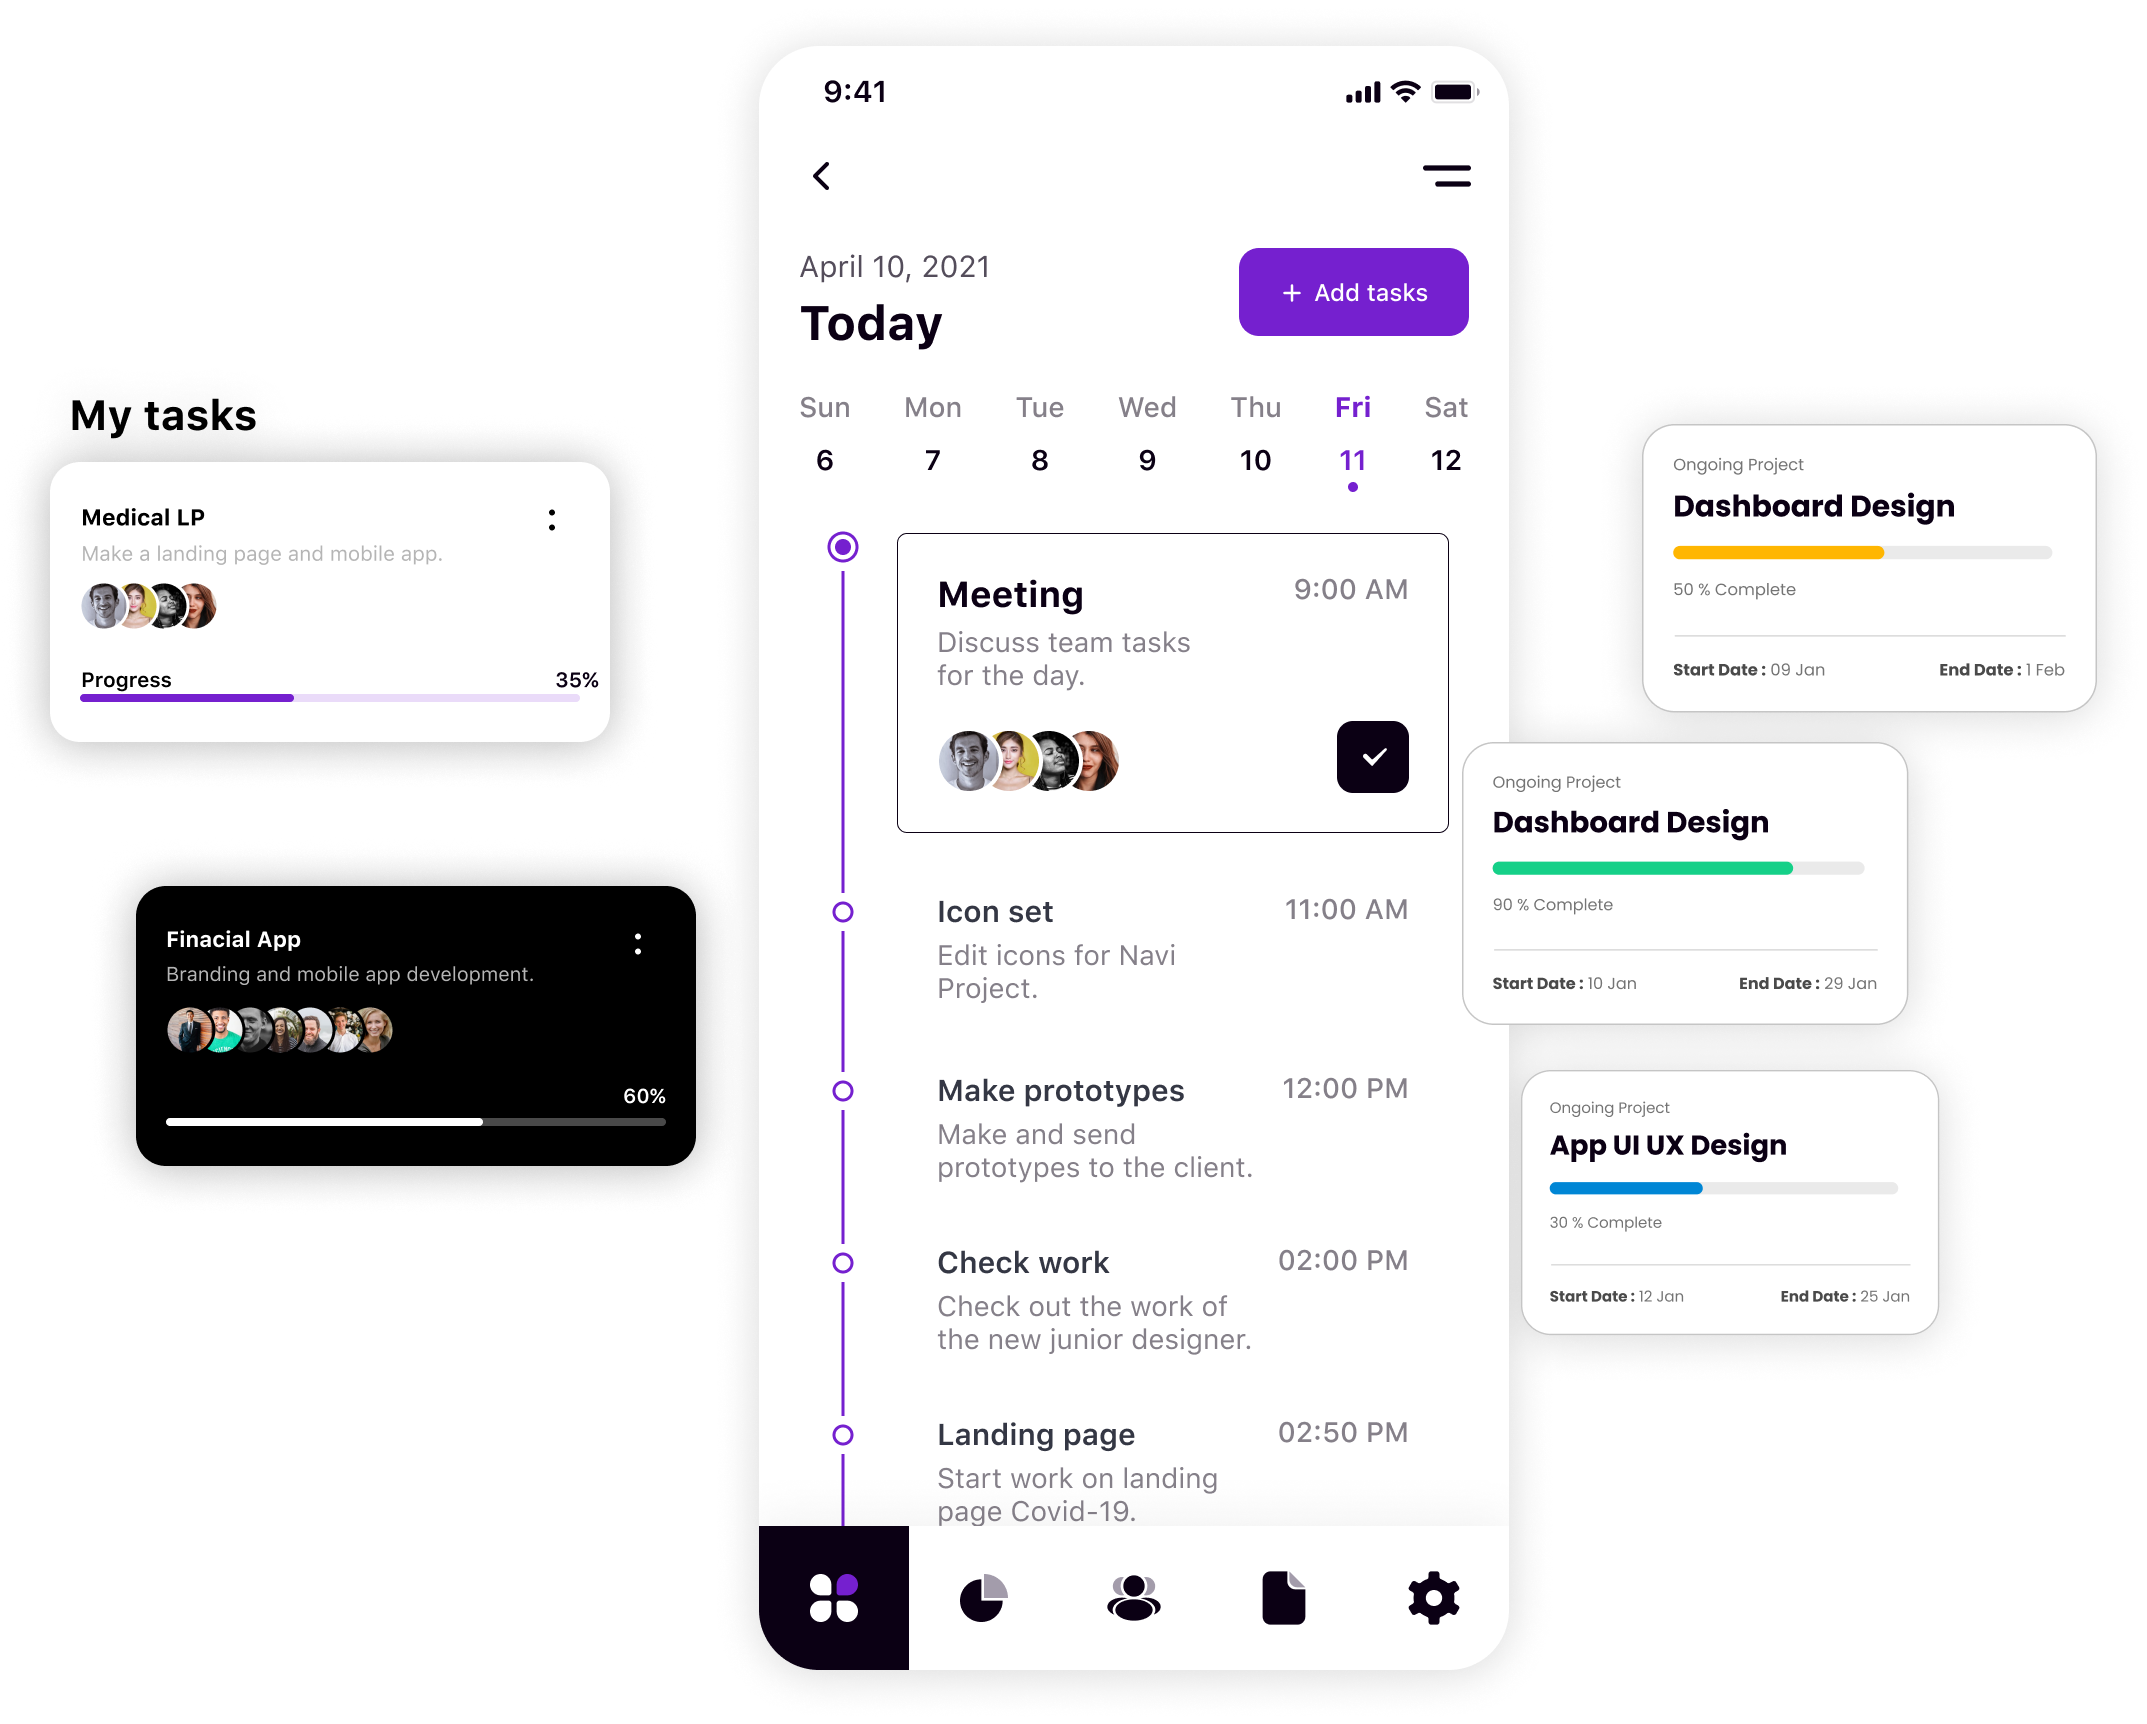 My tasks
Medical LP
Make a landing page and mobile app.
Progress 35%
Finacial App
Branding and mobile app development.
60%
9:41
April 10, 2021
Today
+ Add tasks
Sun Mon Tue Wed Thu Fri Sat
6 7 8 9 10 11 12
Meeting 9:00 AM
Discuss team tasks
for the day.
Icon set 11:00 AM
Edit icons for Navi
Project.
Make prototypes 12:00 PM
Make and send
prototypes to the client.
Check work 02:00 PM
Check out the work of
the new junior designer.
Landing page 02:50 PM
Start work on landing
page Covid-19.
Ongoing Project
Dashboard Design
50 % Complete
Start Date : 09 Jan End Date : 1 Feb
Ongoing Project
Dashboard Design
90 % Complete
Start Date : 10 Jan End Date : 29 Jan
Ongoing Project
App UI UX Design
30 % Complete
Start Date : 12 Jan End Date : 25 Jan